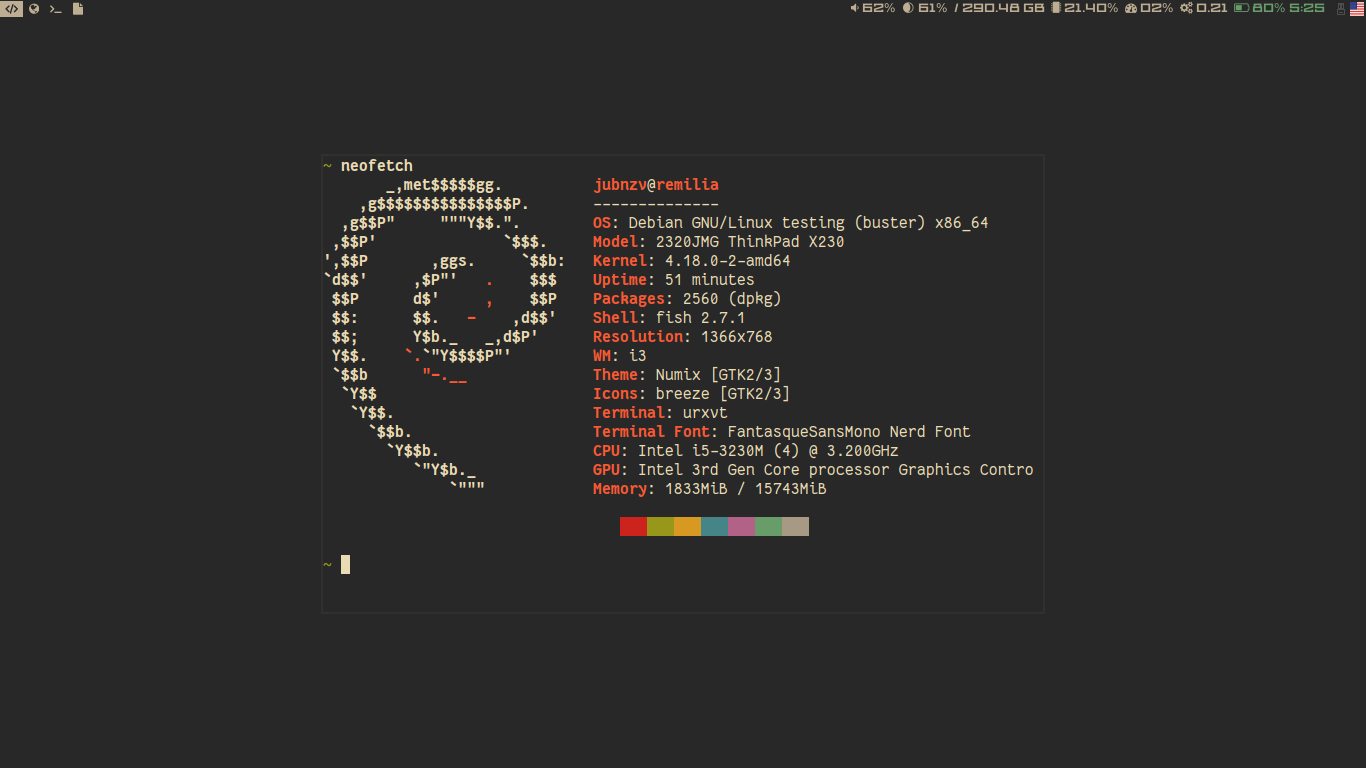 62% 61% / 290.48 GB 21.40% 02% 0.21 80% 5:25
~ neofetch
_,met$$$$$gg.
,g$$$$$$$$$$$$$$$P.
,g$$P"     """Y$$.".
,$$P'              `$$$.
',$$P       ,ggs.     `$$b:
`d$$'     ,$P"'   .    $$$
$$P      d$'     ,    $$P
$$:      $$.   -    ,d$$'
$$;      Y$b._   _,d$P'
Y$$.    `.`"Y$$$$P"'
`$$b      "-.__
`Y$$
`Y$$.
`$$b.
`Y$$b.
`"Y$b._
`"""
jubnzv@remilia
--------------
OS: Debian GNU/Linux testing (buster) x86_64
Model: 2320JMG ThinkPad X230
Kernel: 4.18.0-2-amd64
Uptime: 51 minutes
Packages: 2560 (dpkg)
Shell: fish 2.7.1
Resolution: 1366x768
WM: i3
Theme: Numix [GTK2/3]
Icons: breeze [GTK2/3]
Terminal: urxvt
Terminal Font: FantasqueSansMono Nerd Font
CPU: Intel i5-3230M (4) @ 3.200GHz
GPU: Intel 3rd Gen Core processor Graphics Contro
Memory: 1833MiB / 15743MiB
~